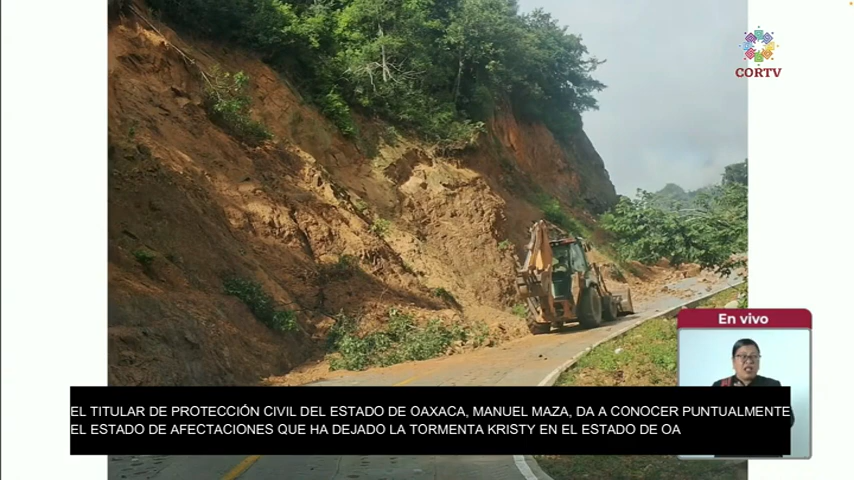 CORTV
En vivo
EL TITULAR DE PROTECCIÓN CIVIL DEL ESTADO DE OAXACA, MANUEL MAZA, DA A CONOCER PUNTUALMENTE
EL ESTADO DE AFECTACIONES QUE HA DEJADO LA TORMENTA KRISTY EN EL ESTADO DE OA